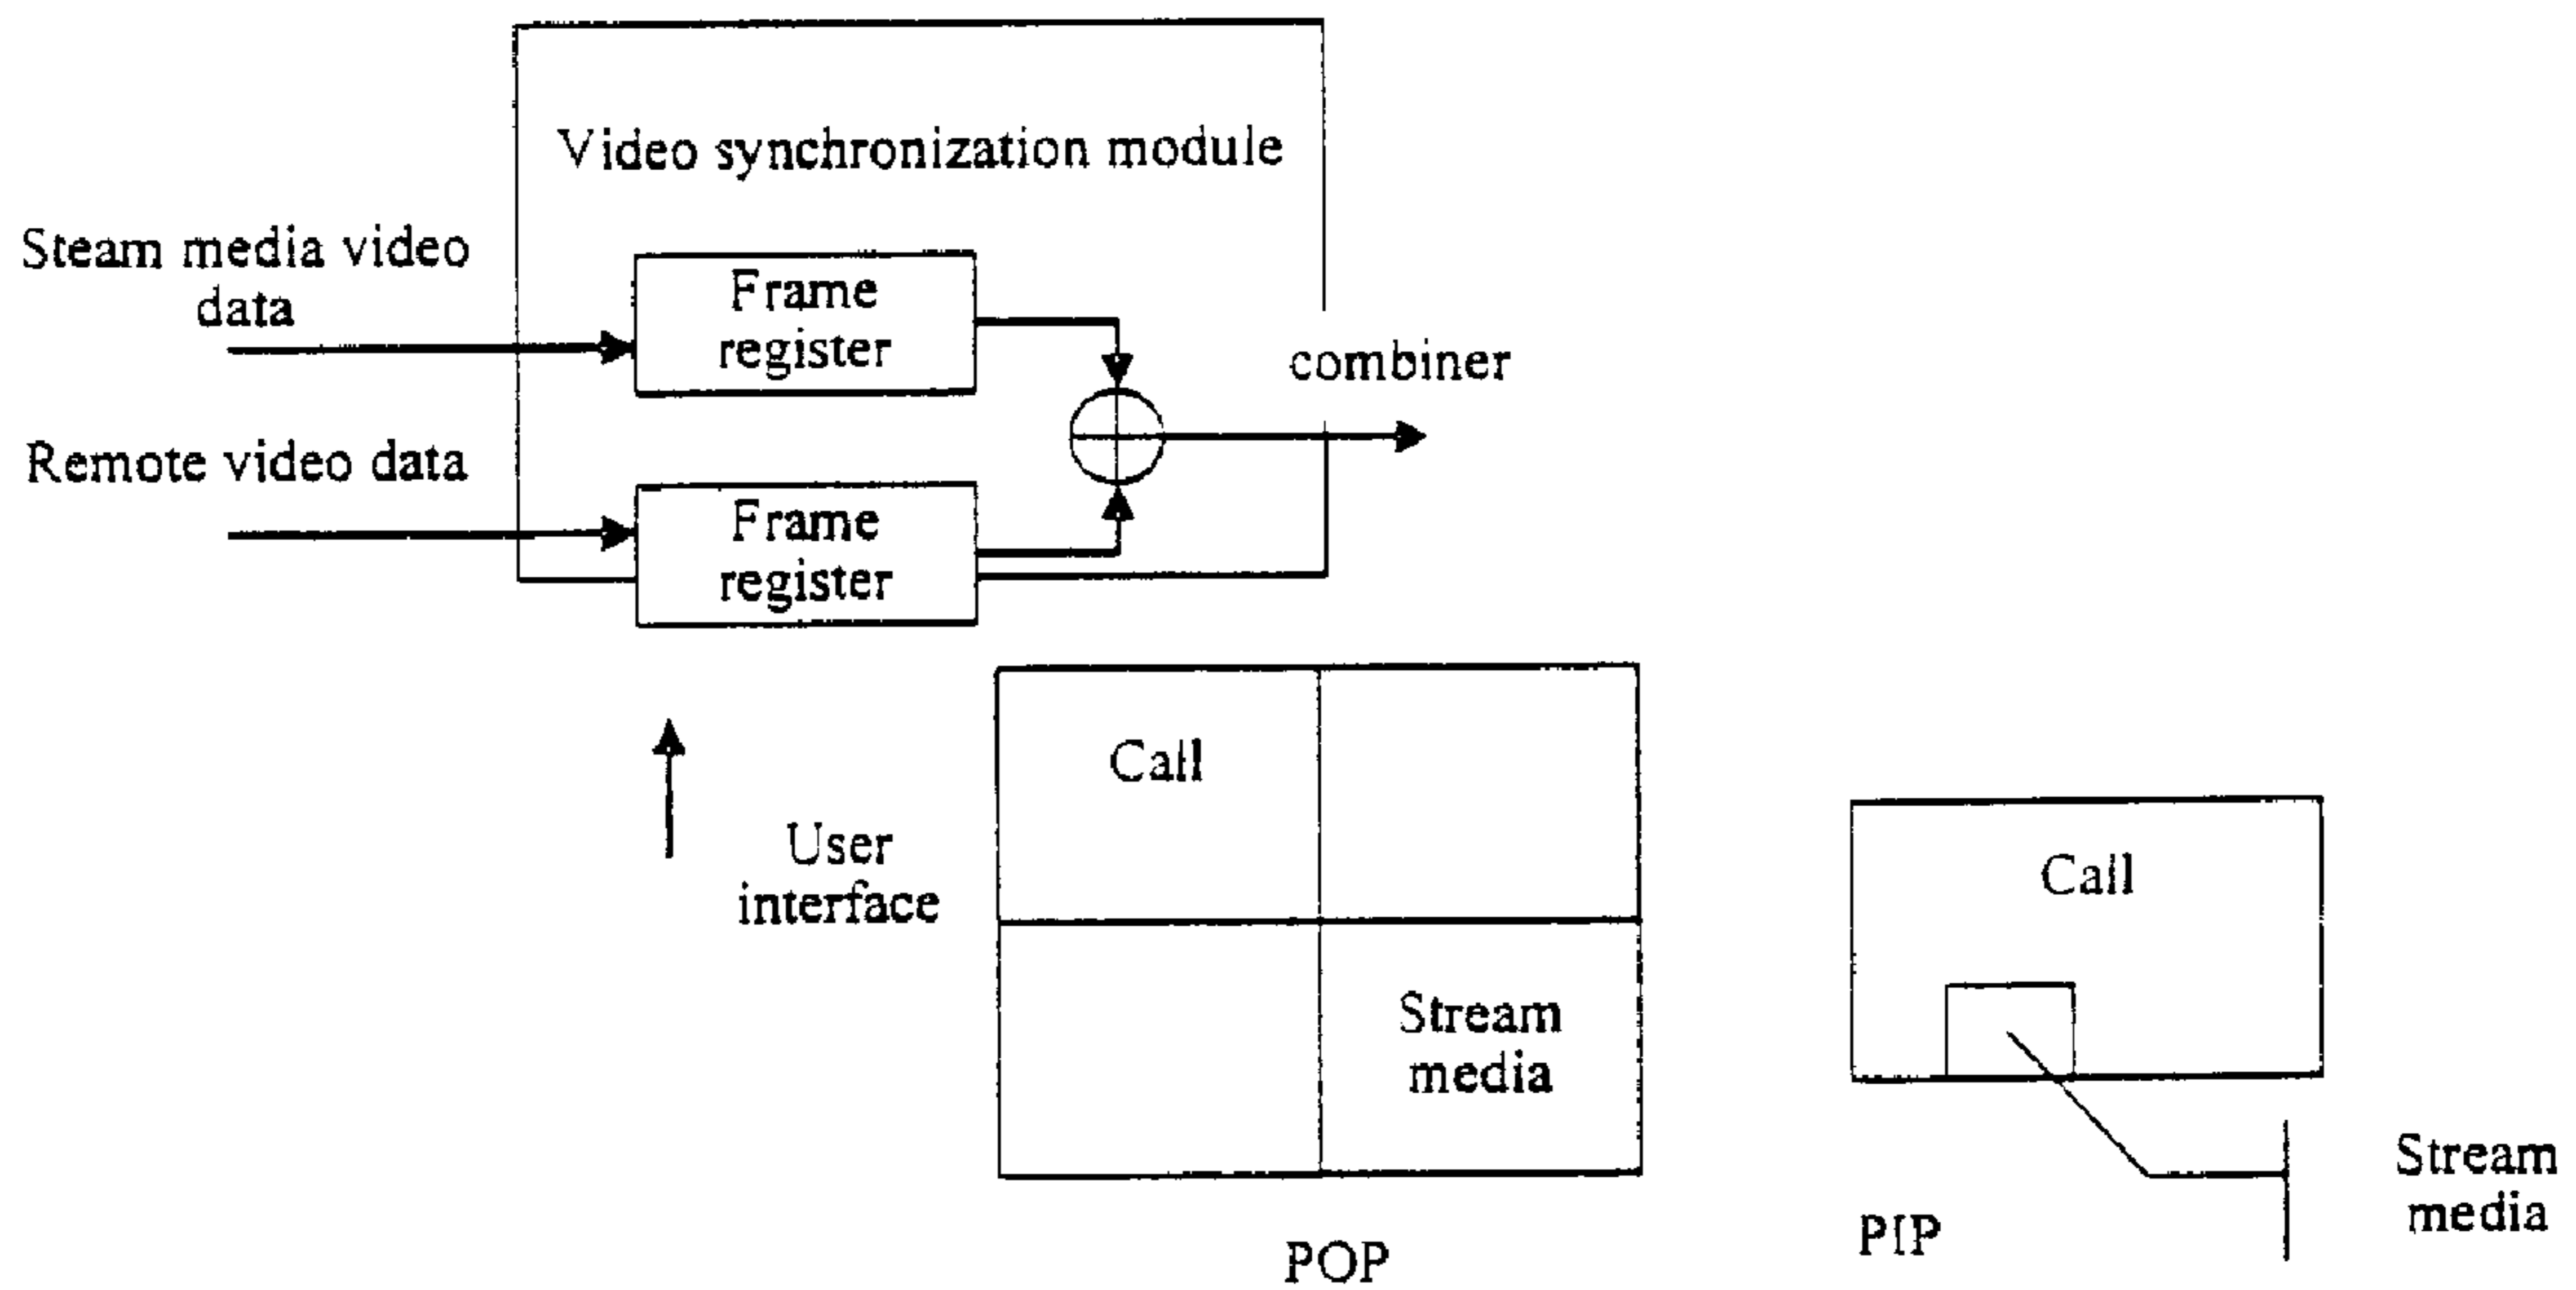 Video synchronization module
Steam media video
data
Frame
register
combiner
Remote video data
Frame
register
Call
User
interface
Call
Stream
media
Stream
media
PIP
POP